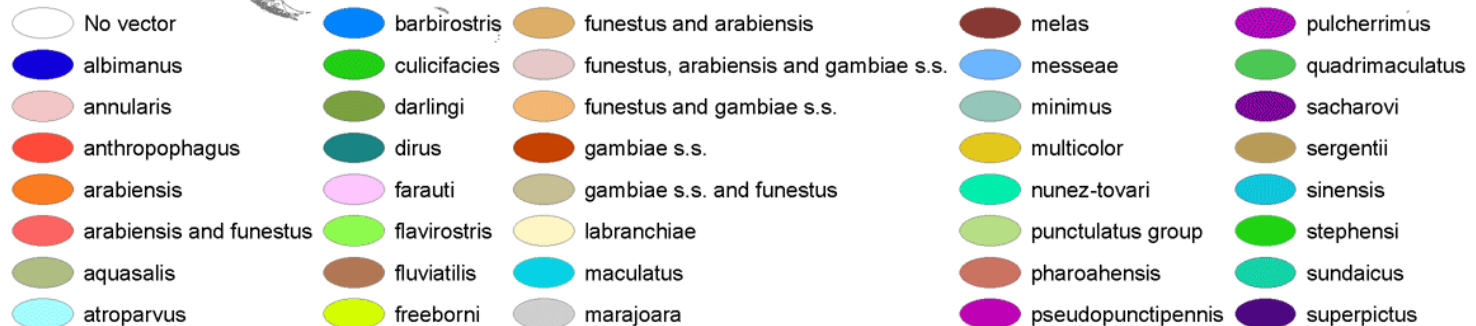 No vector
albimanus
annularis
anthropophagus
arabiensis
arabiensis and funestus
aquasalis
atroparvus
barbirostris
culicifacies
darlingi
dirus
farauti
flavirostris
fluviatilis
freeborni
funestus and arabiensis
funestus, arabiensis and gambiae s.s.
funestus and gambiae s.s.
gambiae s.s.
gambiae s.s. and funestus
labranchiae
maculatus
marajoara
melas
messeae
minimus
multicolor
nunez-tovari
punctulatus group
pharoahensis
pseudopunctipennis
pulcherrimus
quadrimaculatus
sacharovi
sergentii
sinensis
stephensi
sundaicus
superpictus